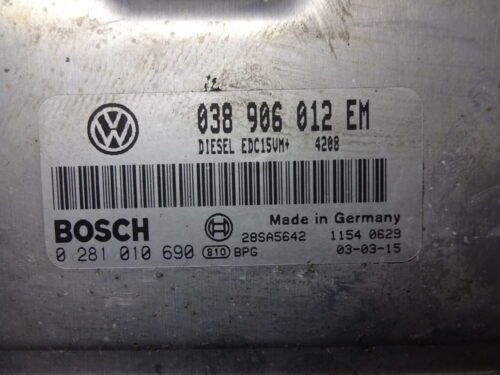 038 906 012 EM
DIESEL EDC15VM+ 4208
BOSCH
Made in Germany
28SA5642 1154 0629
0 281 010 690 810 BPG 03-03-15